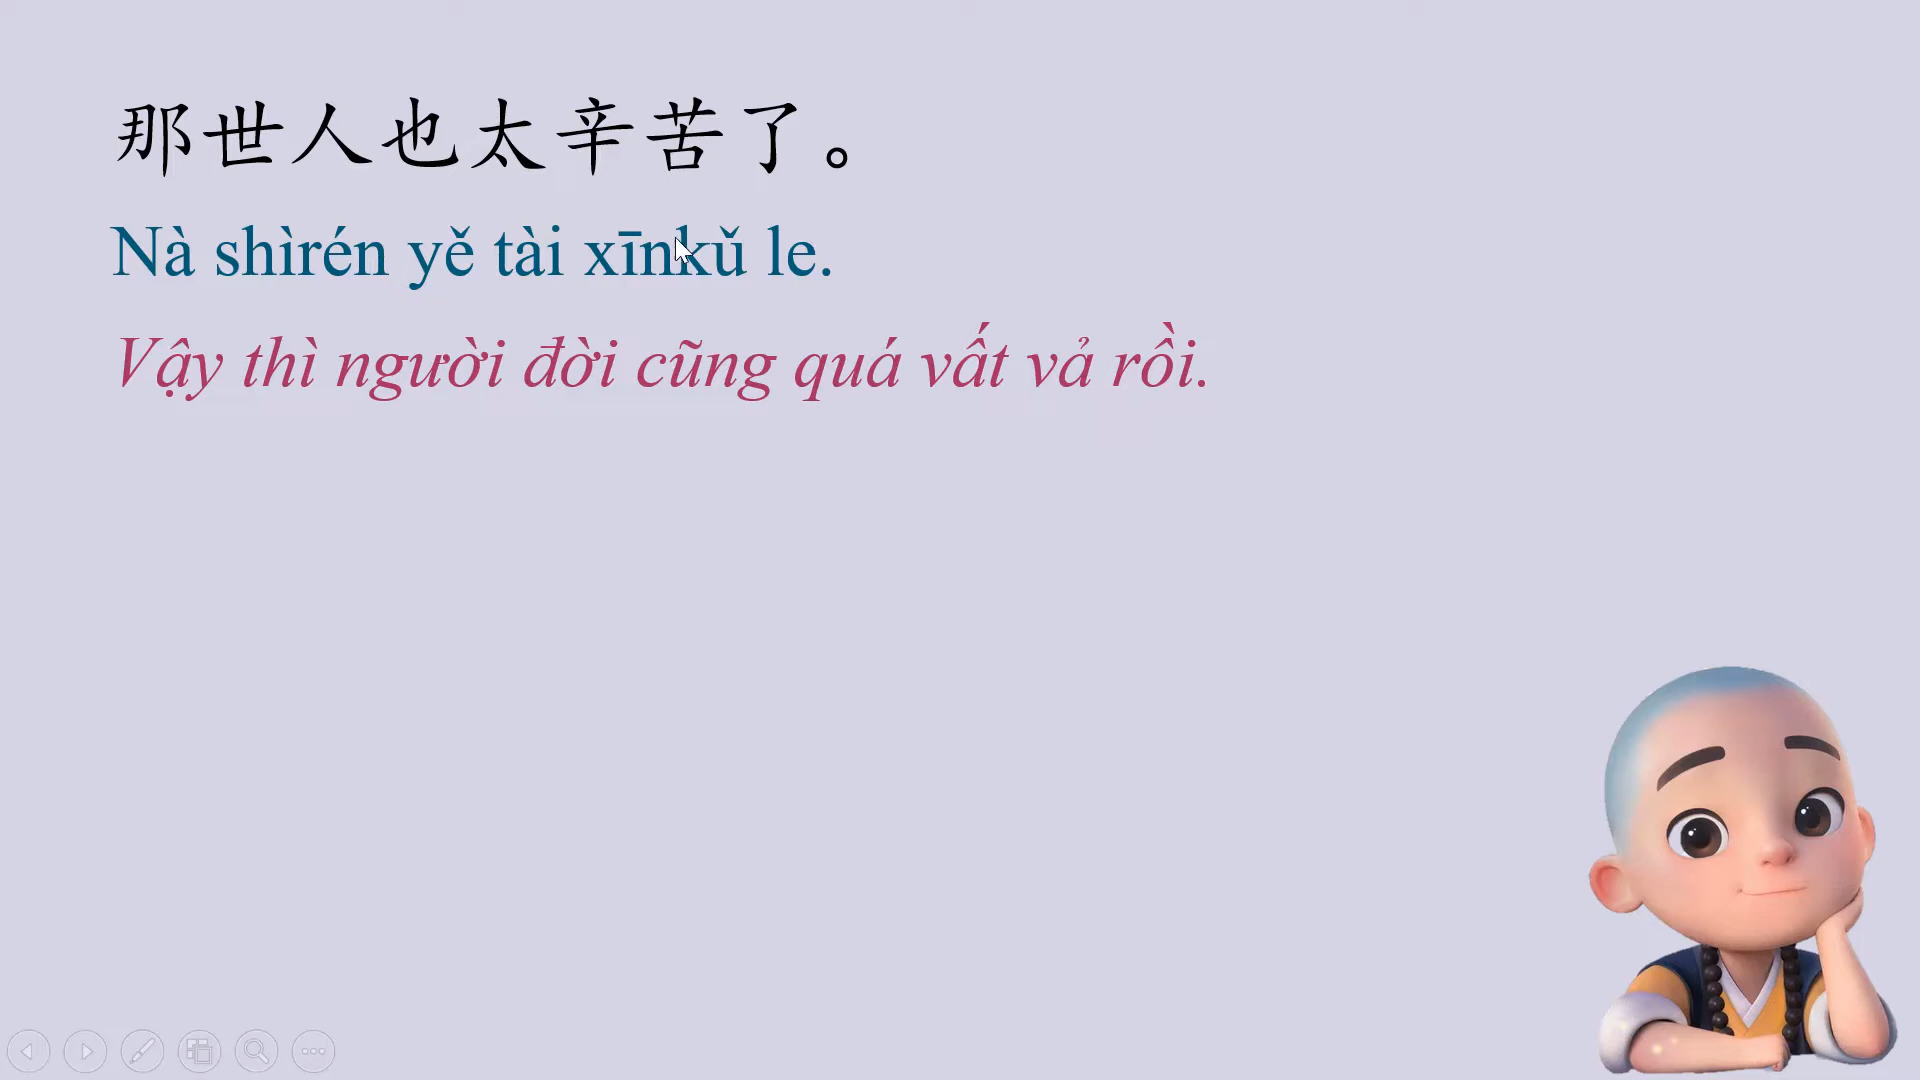 那世人也太辛苦了。
Nà shìrén yě tài xīnkǔ le.
Vậy thì người đời cũng quá vất vả rồi.